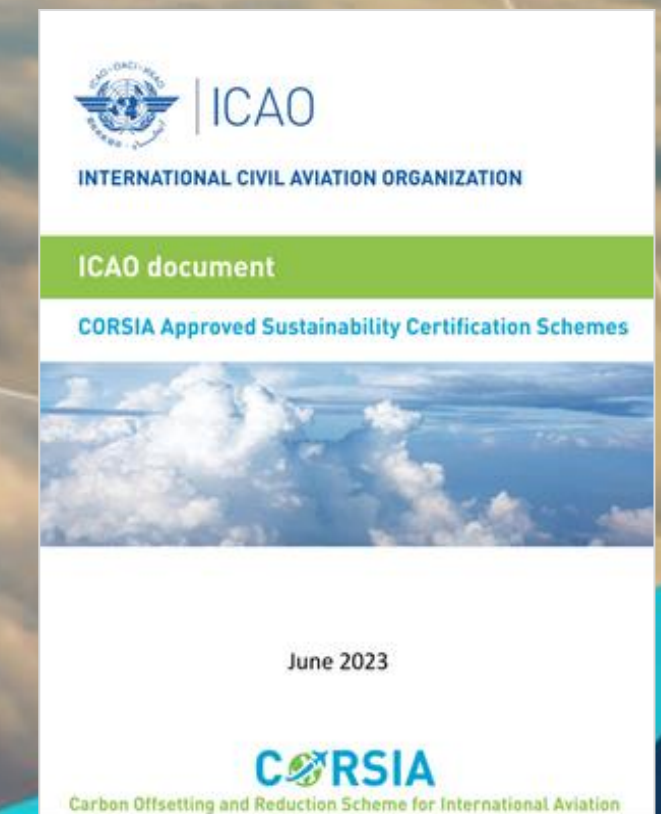 ICAO
INTERNATIONAL CIVIL AVIATION ORGANIZATION
ICAO document
CORSIA Approved Sustainability Certification Schemes
June 2023
CORSIA
Carbon Offsetting and Reduction Scheme for International Aviation